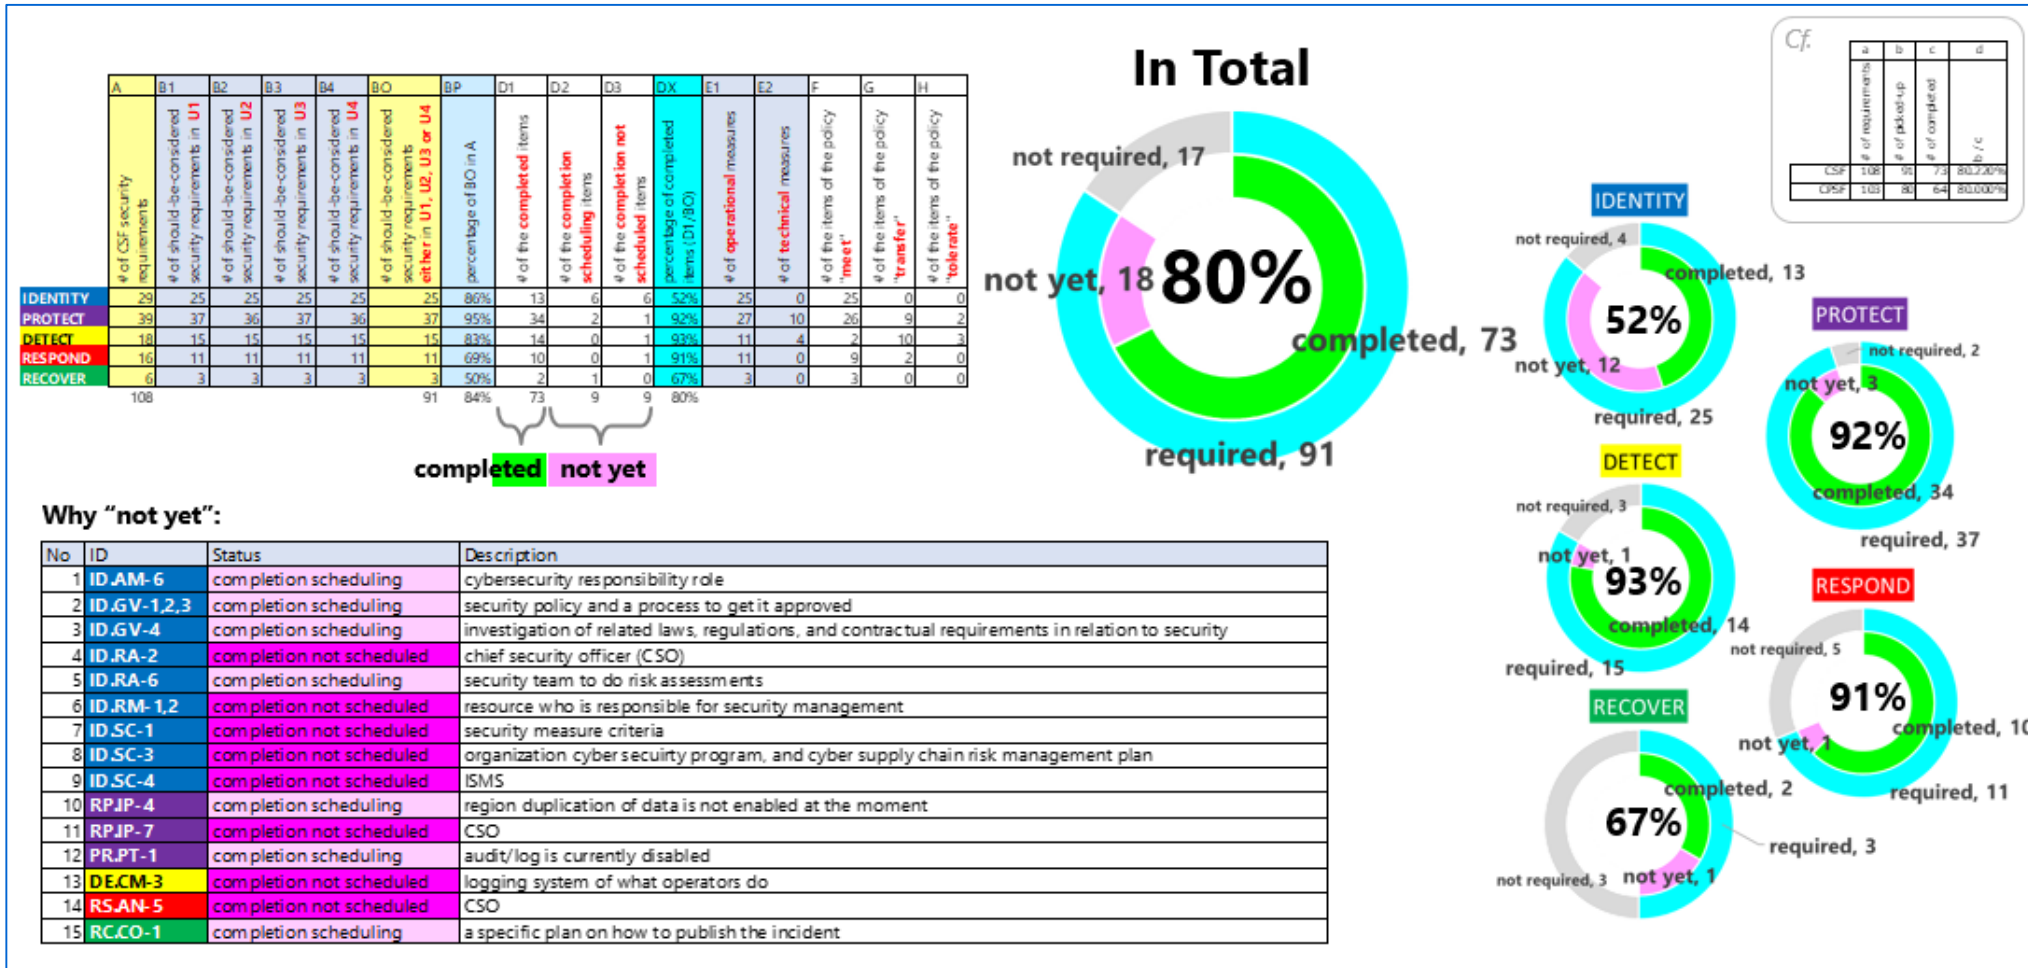 In Total
Cf.
a b c d
# of requirements
# of picked-up
# of completed
b / c
CSF 108 91 73 80.220%
CPSF 103 80 64 80.000%
A B1 B2 B3 B4 BO BP D1 D2 D3 DX E1 E2 F G H
# of CSF security requirements
# of should-be-considered security requirements in U1
# of should-be-considered security requirements in U2
# of should-be-considered security requirements in U3
# of should-be-considered security requirements in U4
# of should-be-considered security requirements either in U1, U2, U3 or U4
percentage of BO in A
# of the completed items
# of the completion scheduling items
# of the completion not scheduled items
percentage of completed items (D1/BO)
# of operational measures
# of technical measures
# of the items of the policy "meet"
# of the items of the policy "transfer"
# of the items of the policy "tolerate"
IDENTITY 29 25 25 25 25 25 86% 13 6 6 52% 25 0 25 0 0
PROTECT 39 37 36 37 36 37 95% 34 2 1 92% 27 10 26 9 2
DETECT 18 15 15 15 15 15 83% 14 0 1 93% 11 4 2 10 3
RESPOND 16 11 11 11 11 11 69% 10 0 1 91% 11 0 9 2 0
RECOVER 6 3 3 3 3 3 50% 2 1 0 67% 3 0 3 0 0
108 91 84% 73 9 9 80%
completed not yet
not required, 17
not yet, 18
80%
completed, 73
required, 91
IDENTITY
not required, 4
completed, 13
52%
not yet, 12
required, 25
PROTECT
not required, 2
not yet, 3
92%
completed, 34
required, 37
DETECT
not required, 3
not yet, 1
93%
completed, 14
required, 15
RESPOND
not required, 5
91%
completed, 10
not yet, 1
required, 11
RECOVER
completed, 2
67%
required, 3
not required, 3
not yet, 1
Why “not yet”:
No ID Status Description
1 ID.AM-6 completion scheduling cybersecurity responsibility role
2 ID.GV-1,2,3 completion scheduling security policy and a process to get it approved
3 ID.GV-4 completion scheduling investigation of related laws, regulations, and contractual requirements in relation to security
4 ID.RA-2 completion not scheduled chief security officer (CSO)
5 ID.RA-6 completion scheduling security team to do risk assessments
6 ID.RM-1,2 completion not scheduled resource who is responsible for security management
7 ID.SC-1 completion not scheduled security measure criteria
8 ID.SC-3 completion not scheduled organization cyber secuirty program, and cyber supply chain risk management plan
9 ID.SC-4 completion not scheduled ISMS
10 RP.IP-4 completion scheduling region duplication of data is not enabled at the moment
11 RP.IP-7 completion not scheduled CSO
12 PR.PT-1 completion scheduling audit/log is currently disabled
13 DE.CM-3 completion not scheduled logging system of what operators do
14 RS.AN-5 completion not scheduled CSO
15 RC.CO-1 completion scheduling a specific plan on how to publish the incident